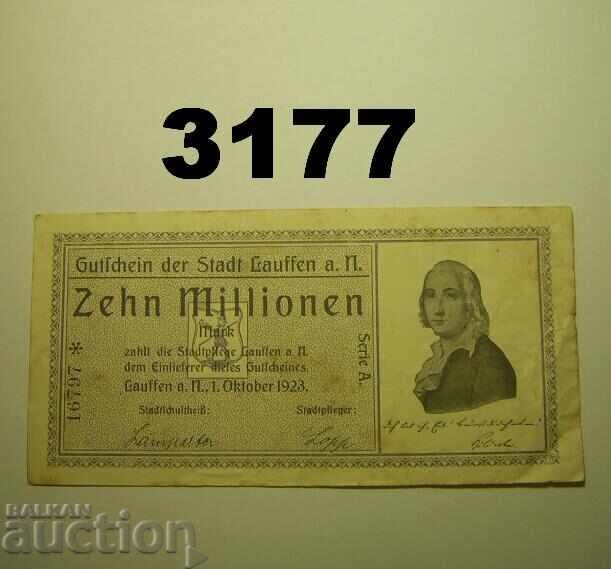 3177
Gutschein der Stadt Lauffen a. N.
Zehn Millionen
Mark
zahlt die Stadtpflege Lauffen a. N.
dem Einlieferer dieses Gutscheines.
Lauffen a. N., 1. Oktober 1923.
Stadtschultheiß: Stadtpfleger:
16797 *
Serie A.
BALKAN
auction